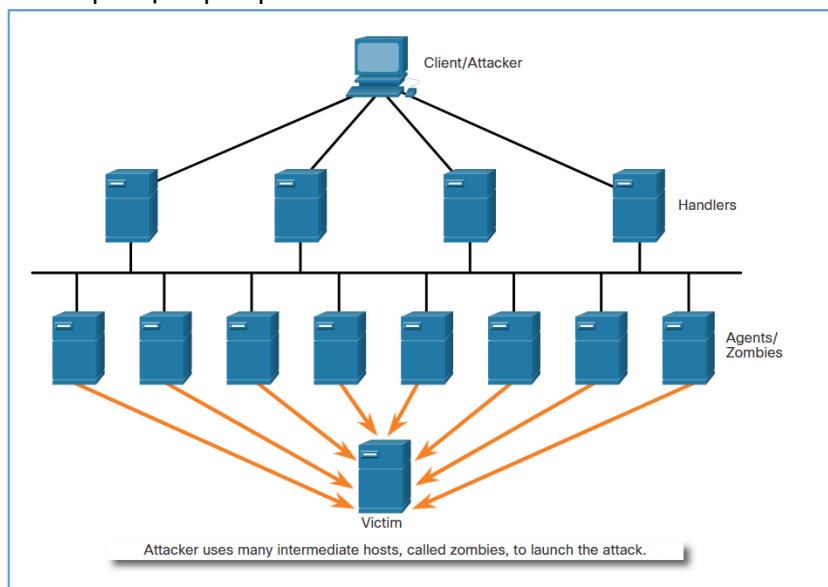 Client/Attacker
Handlers
Agents/
Zombies
Victim
Attacker uses many intermediate hosts, called zombies, to launch the attack.